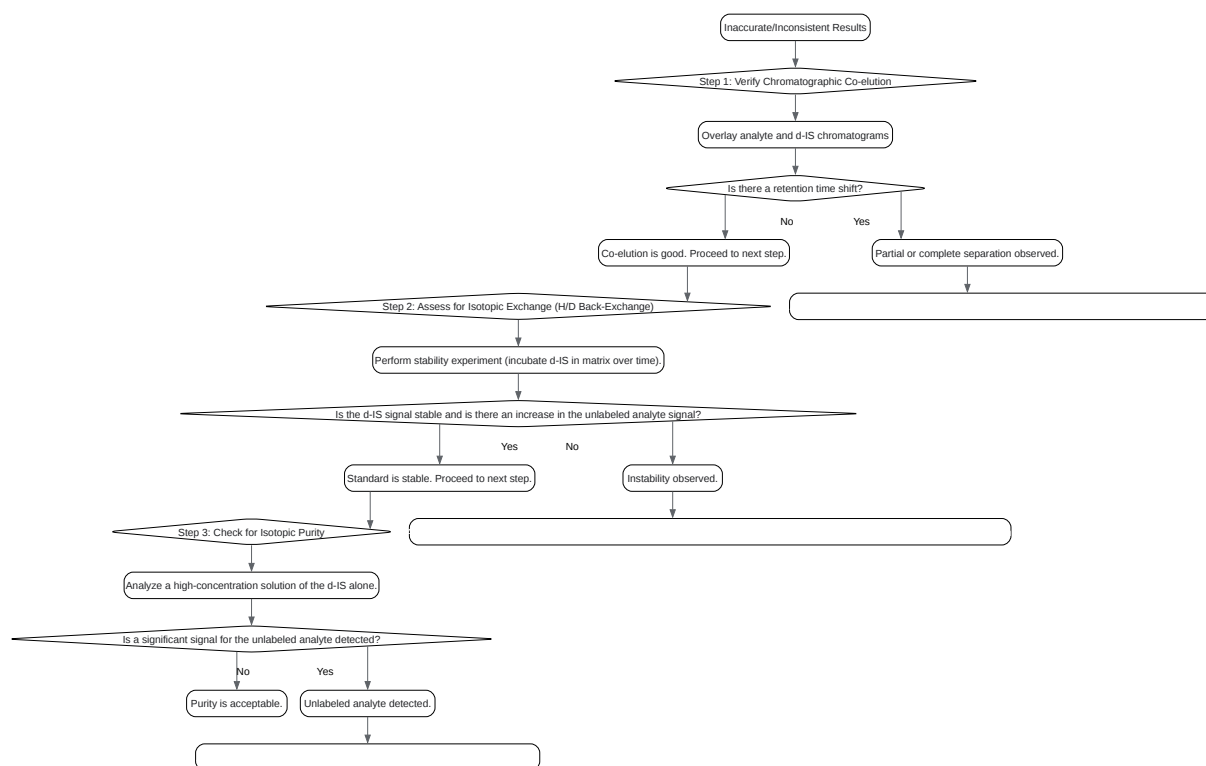 Inaccurate/Inconsistent Results
Step 1: Verify Chromatographic Co-elution
Overlay analyte and d-IS chromatograms
Is there a retention time shift?
No
Yes
Co-elution is good. Proceed to next step.
Partial or complete separation observed.
Step 2: Assess for Isotopic Exchange (H/D Back-Exchange)
Perform stability experiment (incubate d-IS in matrix over time).
Is the d-IS signal stable and is there an increase in the unlabeled analyte signal?
Yes
No
Standard is stable. Proceed to next step.
Instability observed.
Step 3: Check for Isotopic Purity
Analyze a high-concentration solution of the d-IS alone.
Is a significant signal for the unlabeled analyte detected?
No
Yes
Purity is acceptable.
Unlabeled analyte detected.